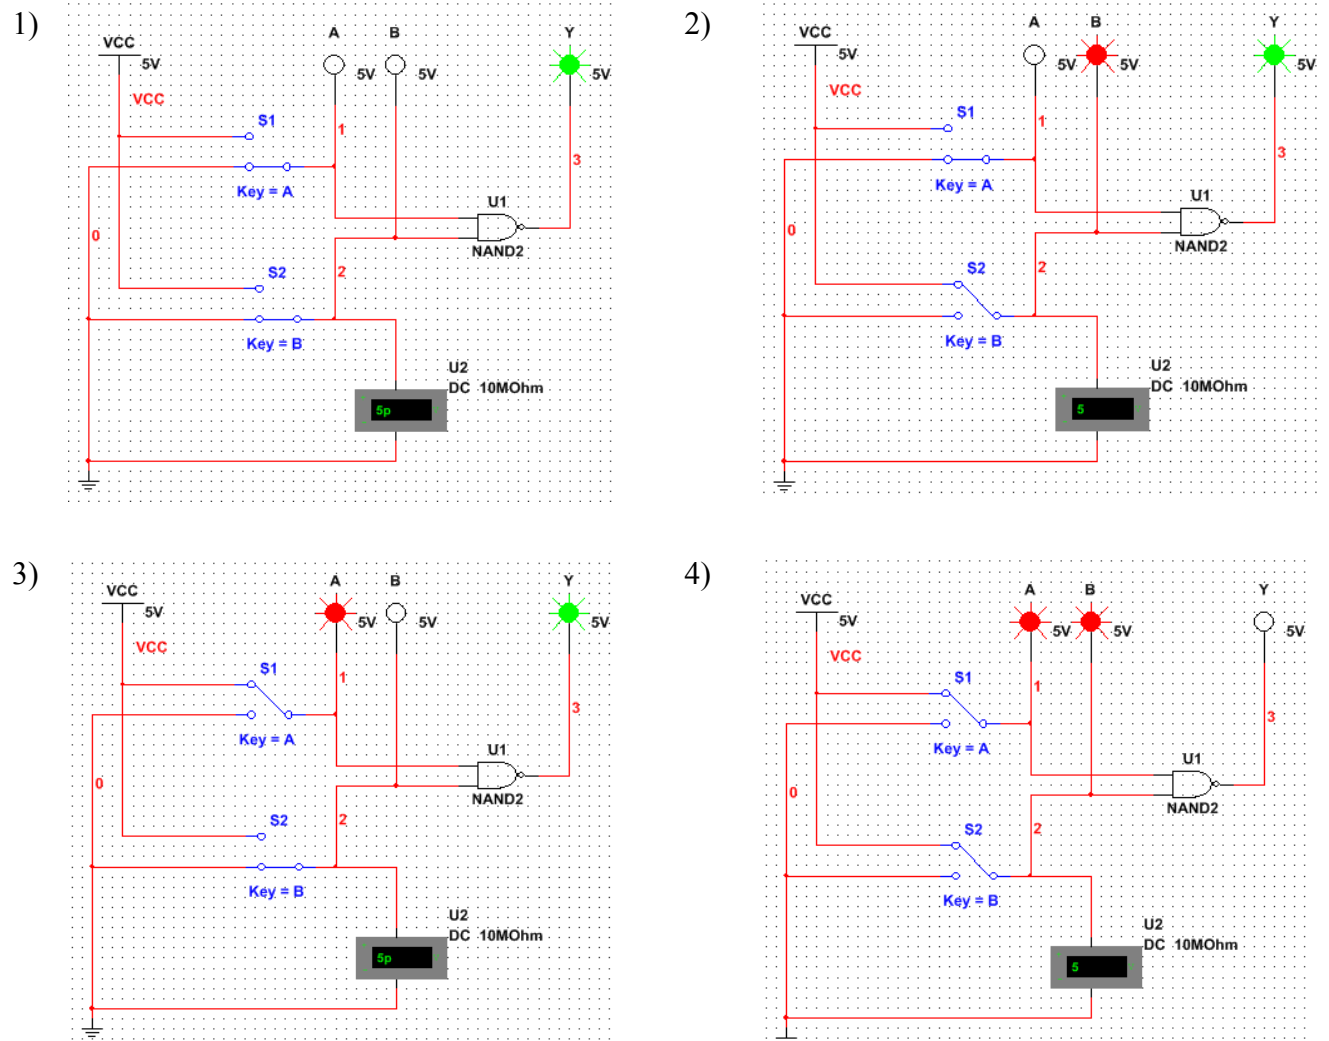 1)
A B Y
VCC
5V 5V 5V 5V
VCC
S1
1
3
Key = A
U1
0
NAND2
S2
2
Key = B
U2
DC 10MOhm
5p
2)
A B Y
VCC
5V 5V 5V 5V
VCC
S1
1
3
Key = A
U1
0
NAND2
S2
2
Key = B
U2
DC 10MOhm
5
3)
A B Y
VCC
5V 5V 5V 5V
VCC
S1
1
3
Key = A
U1
0
NAND2
S2
2
Key = B
U2
DC 10MOhm
5p
4)
A B Y
VCC
5V 5V 5V 5V
VCC
S1
1
3
Key = A
U1
0
NAND2
S2
2
Key = B
U2
DC 10MOhm
5